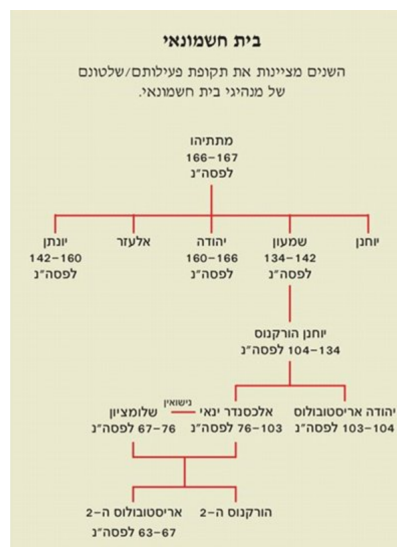 בית חשמונאי
השנים מציינות את תקופת פעילותם/שלטונם
של מנהיגי בית חשמונאי.
מתתיהו
166–167
לפסה"נ
יוחנן
שמעון
134–142
לפסה"נ
יהודה
160–166
לפסה"נ
אלעזר
יונתן
142–160
לפסה"נ
יוחנן הורקנוס
104–134 לפסה"נ
יהודה אריסטובולוס
103–104 לפסה"נ
אלכסנדר ינאי
76–103 לפסה"נ
נישואין
שלומציון
67–76 לפסה"נ
הורקנוס ה-2
אריסטובולוס ה-2
63–67 לפסה"נ